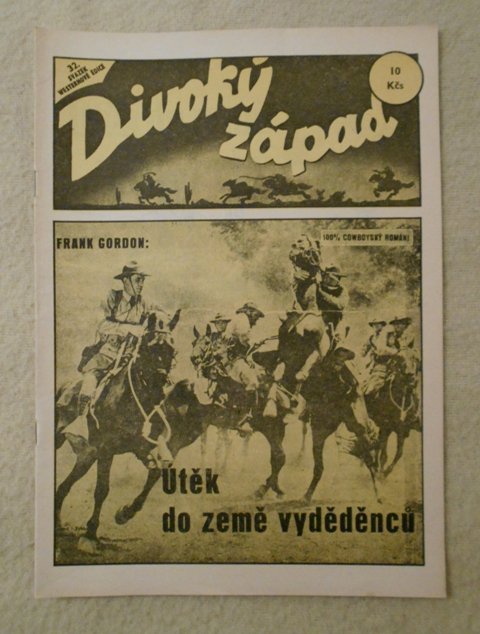 32.
SVAZEK
WESTERNOVÉ EDICE
10
Kčs
Divoký
západ
FRANK GORDON:
100% COWBOYSKÝ ROMÁN!
Útěk
do země vyděděnců